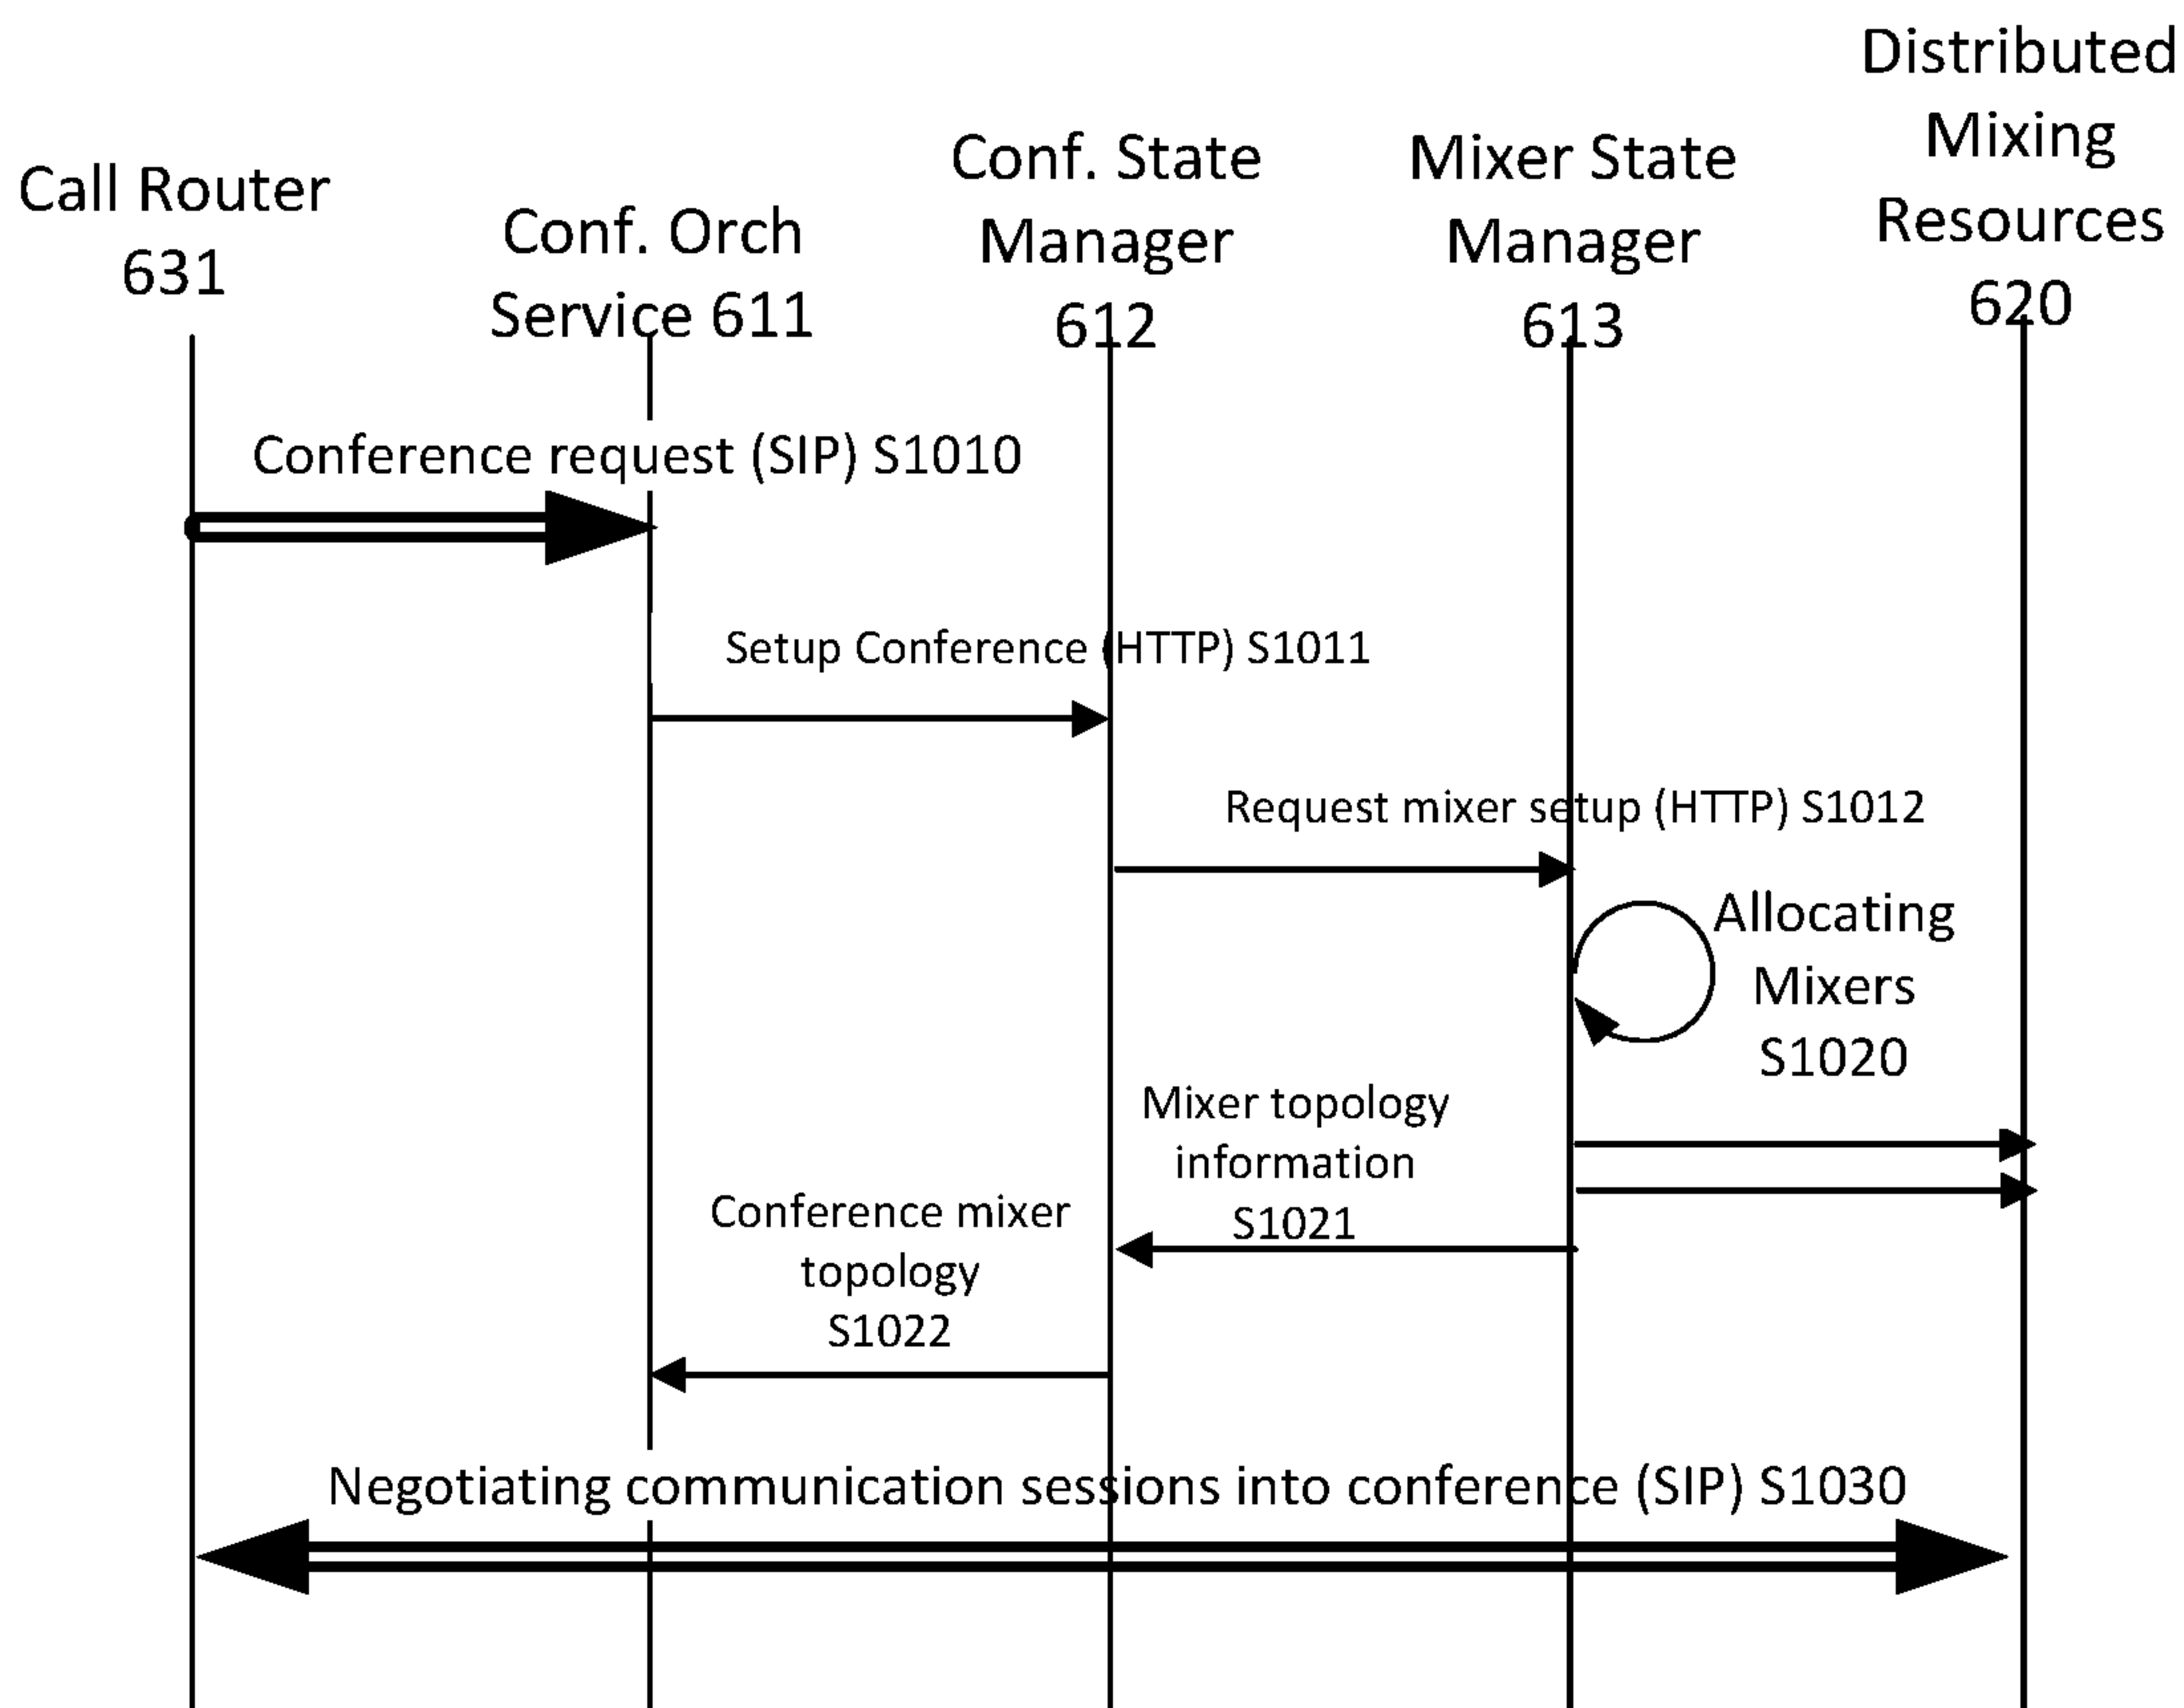 Call Router
631
Conf. Orch
Service 611
Conf. State
Manager
612
Mixer State
Manager
613
Distributed
Mixing
Resources
620
Conference request (SIP) S1010
Setup Conference (HTTP) S1011
Request mixer setup (HTTP) S1012
Allocating
Mixers
S1020
Mixer topology
information
S1021
Conference mixer
topology
S1022
Negotiating communication sessions into conference (SIP) S1030